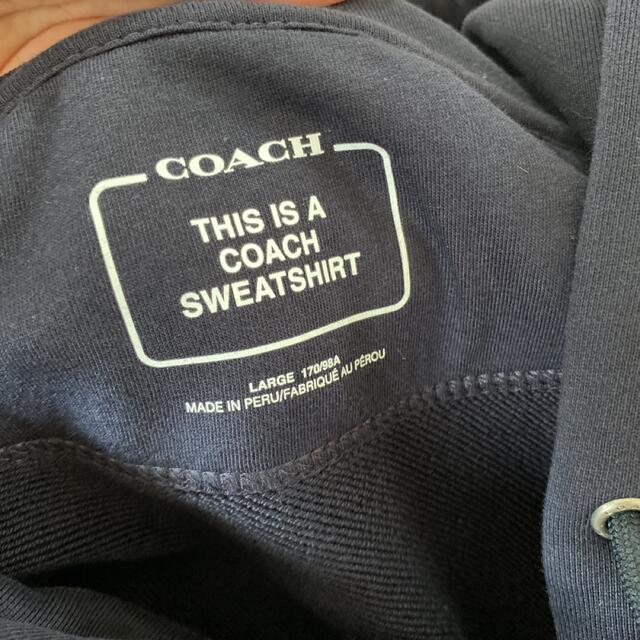 COACH
THIS IS A
COACH
SWEATSHIRT
LARGE 170/98A
MADE IN PERU/FABRIQUÉ AU PÉROU